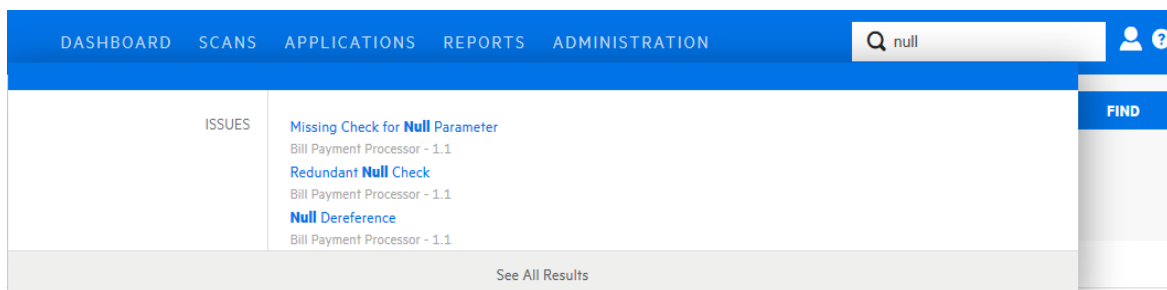 DASHBOARD SCANS APPLICATIONS REPORTS ADMINISTRATION null ?
FIND
ISSUES Missing Check for Null Parameter
Bill Payment Processor - 1.1
Redundant Null Check
Bill Payment Processor - 1.1
Null Dereference
Bill Payment Processor - 1.1
See All Results